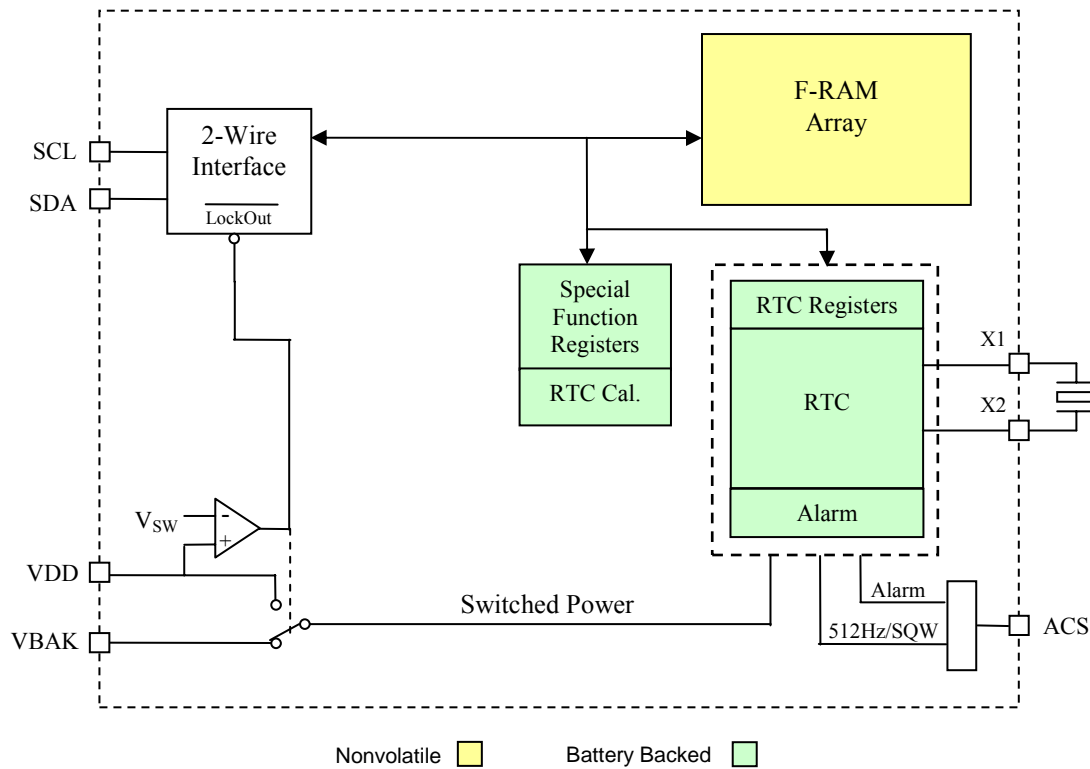 F-RAM
Array
2-Wire
Interface
LockOut
SCL
SDA
Special
Function
Registers
RTC Cal.
RTC Registers
RTC
Alarm
X1
X2
VSW
-
+
VDD
VBAK
Switched Power
Alarm
512Hz/SQW
ACS
Nonvolatile
Battery Backed